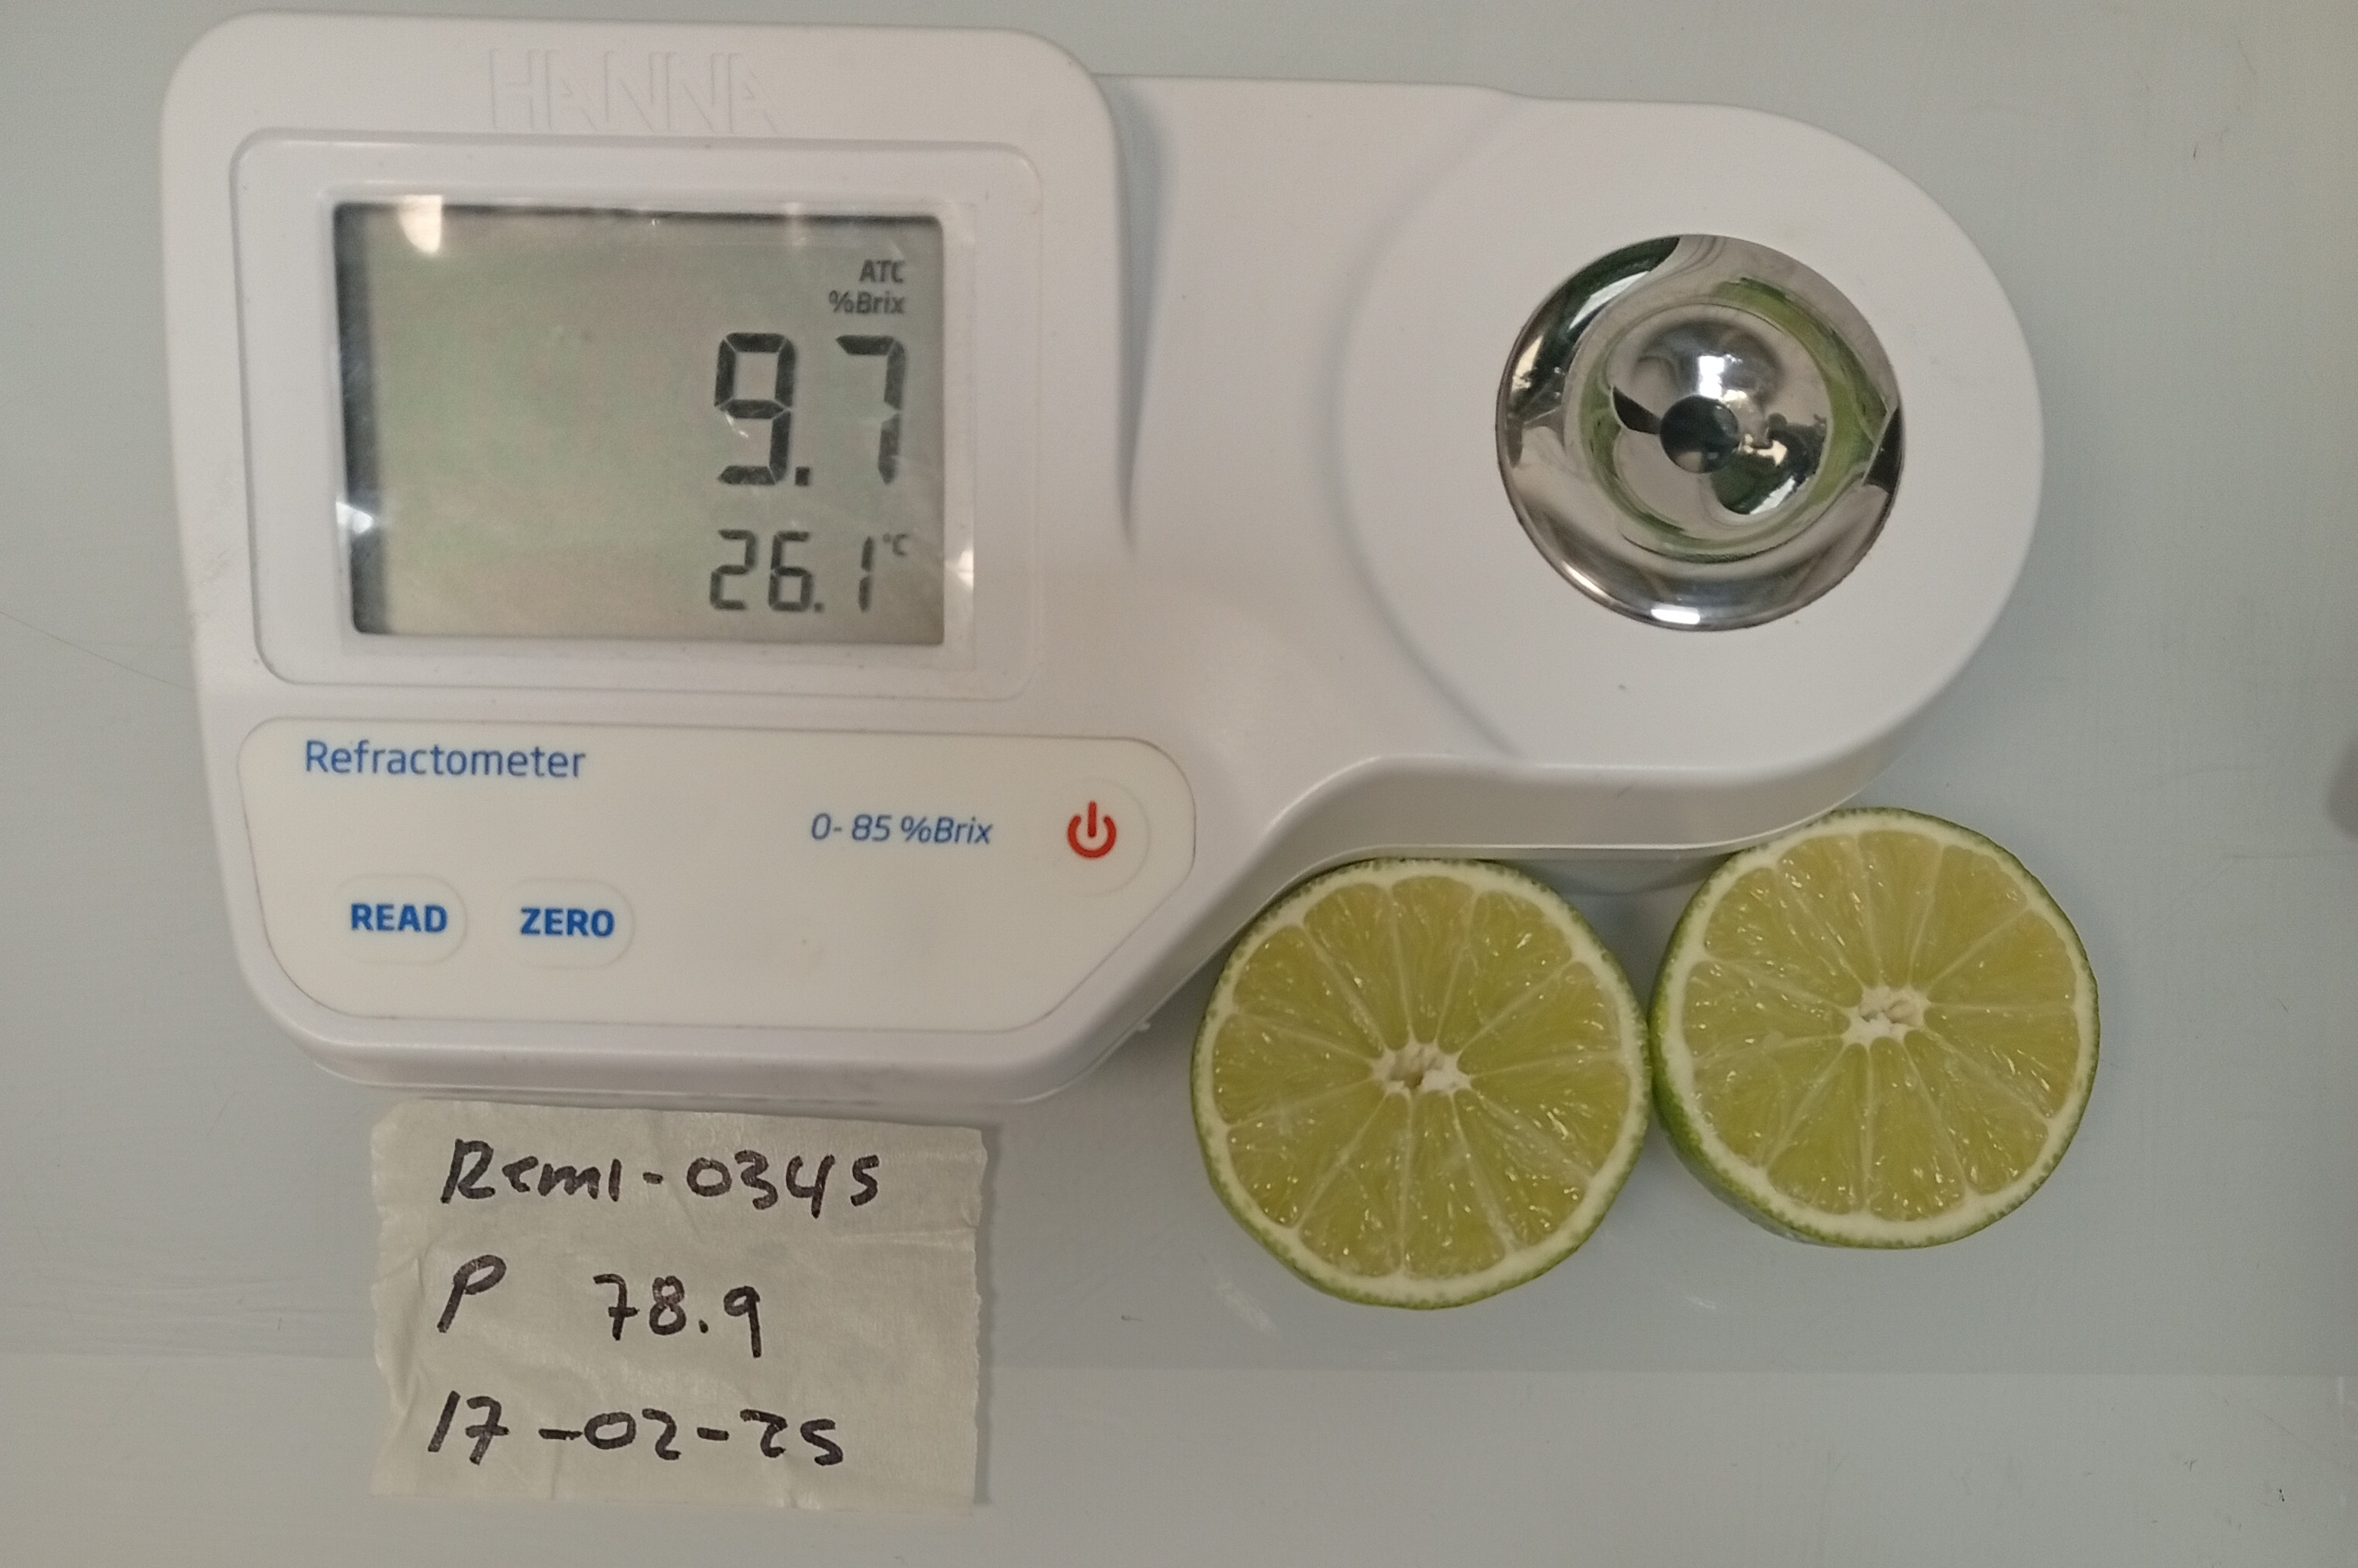 HANNA
ATC
%Brix
9.7
26.1°C
Refractometer
0-85 %Brix
READ ZERO
Remi-0345
P 78.9
17-02-25